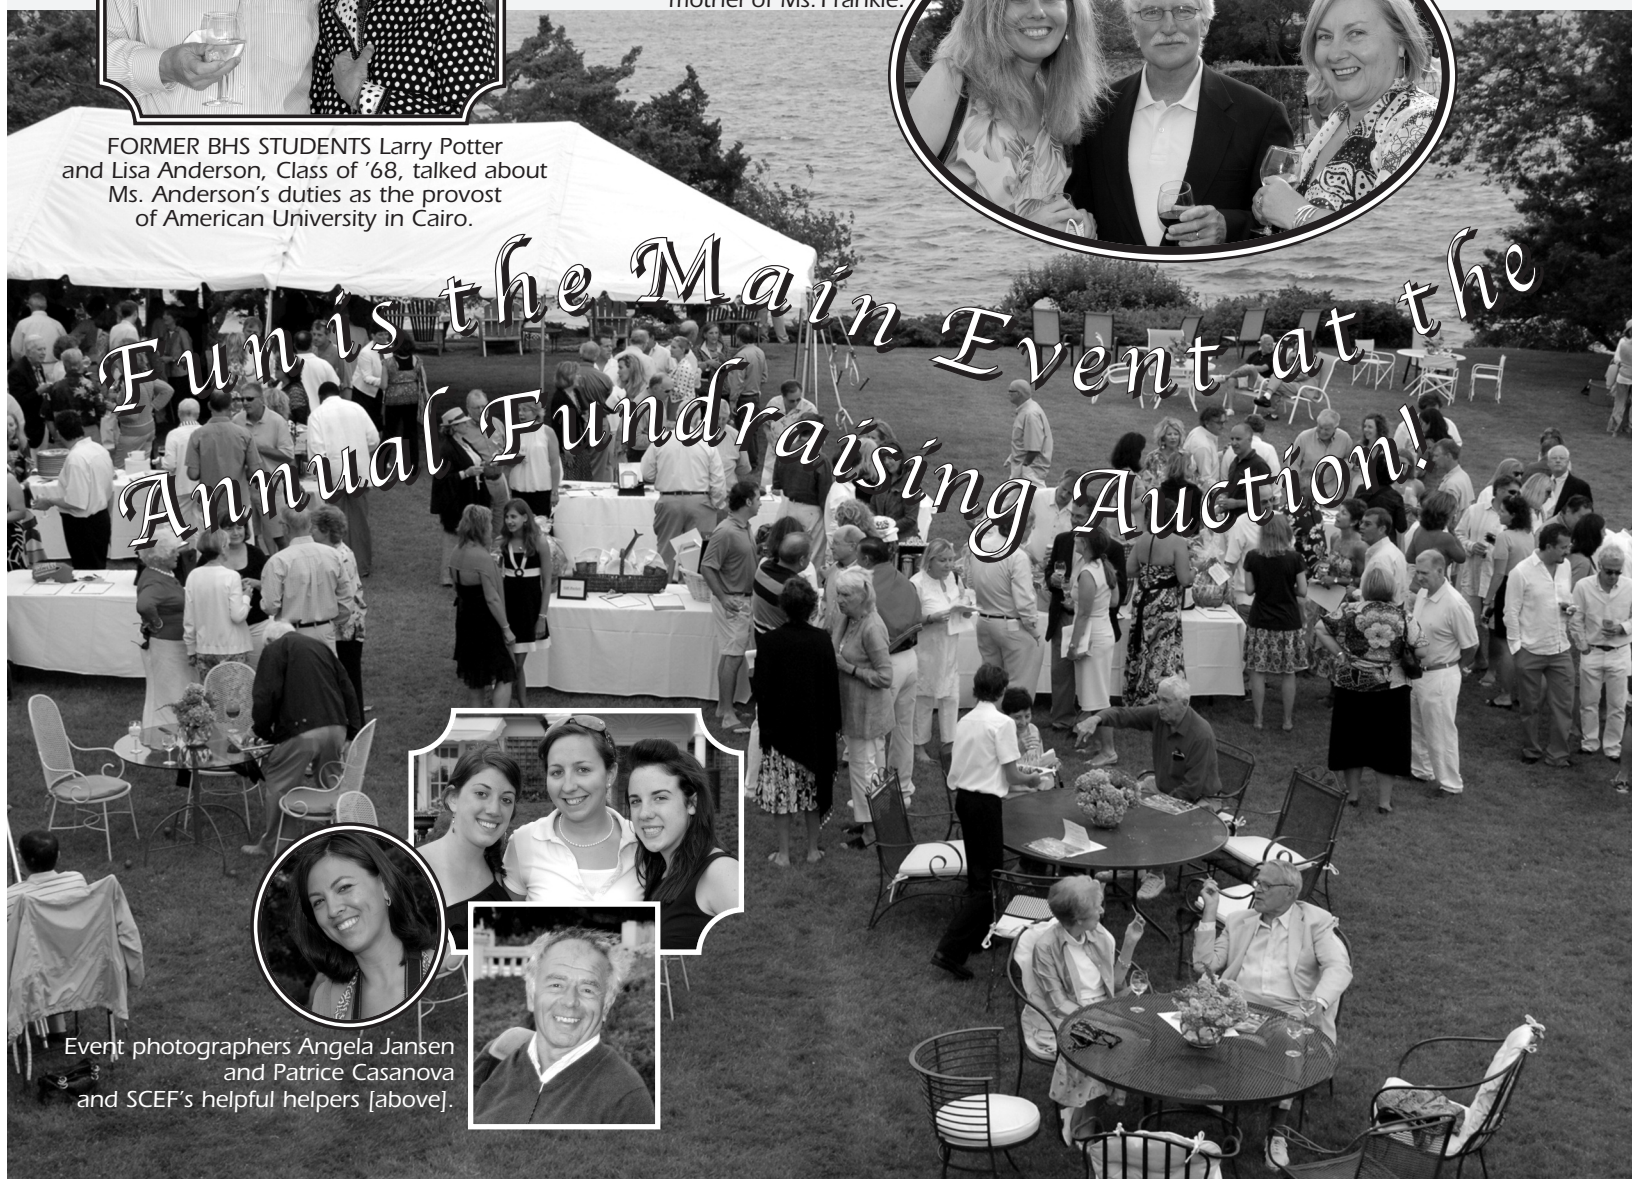 mother of Ms. Frankie.
FORMER BHS STUDENTS Larry Potter
and Lisa Anderson, Class of ’68, talked about
Ms. Anderson’s duties as the provost
of American University in Cairo.
Fun is the Main Event at the
Annual Fundraising Auction!
Event photographers Angela Jansen
and Patrice Casanova
and SCEF’s helpful helpers [above].